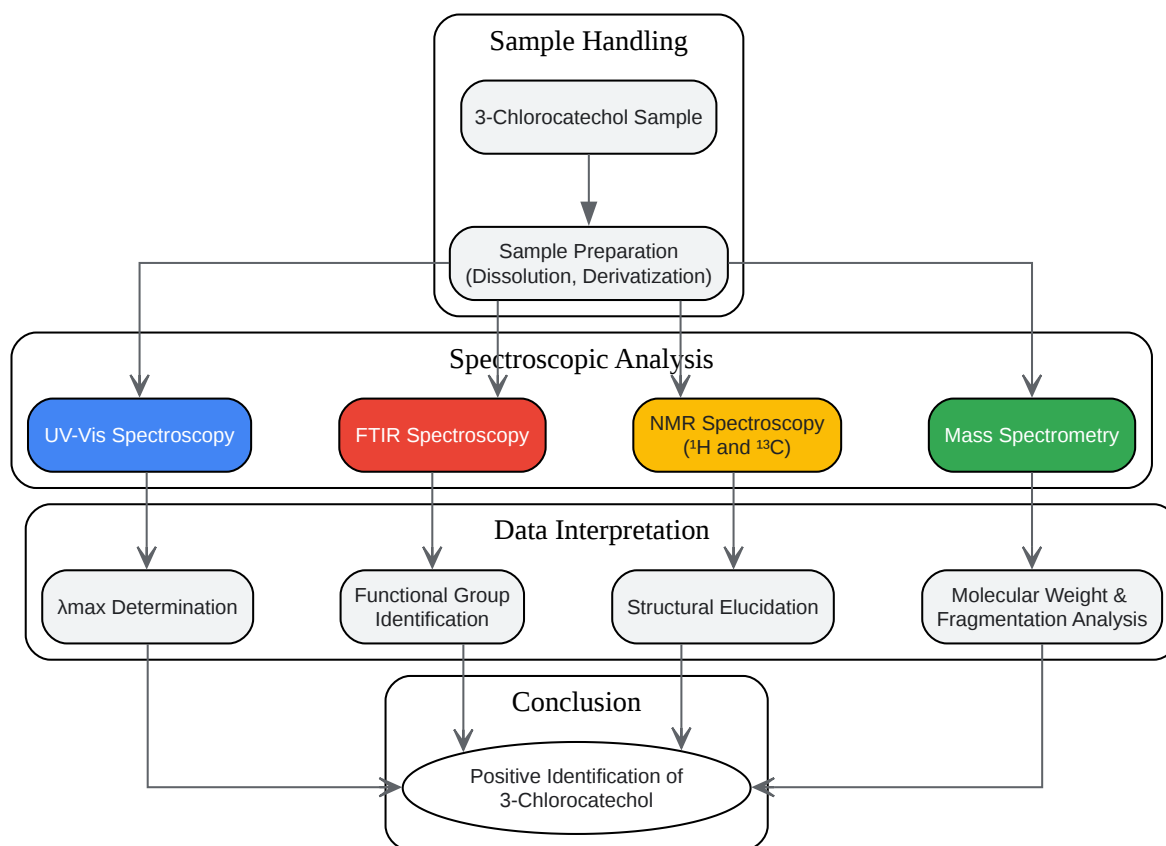 Sample Handling
3-Chlorocatechol Sample
Sample Preparation
(Dissolution, Derivatization)
Spectroscopic Analysis
UV-Vis Spectroscopy
FTIR Spectroscopy
NMR Spectroscopy
(¹H and ¹³C)
Mass Spectrometry
Data Interpretation
λmax Determination
Functional Group
Identification
Structural Elucidation
Molecular Weight &
Fragmentation Analysis
Conclusion
Positive Identification of
3-Chlorocatechol